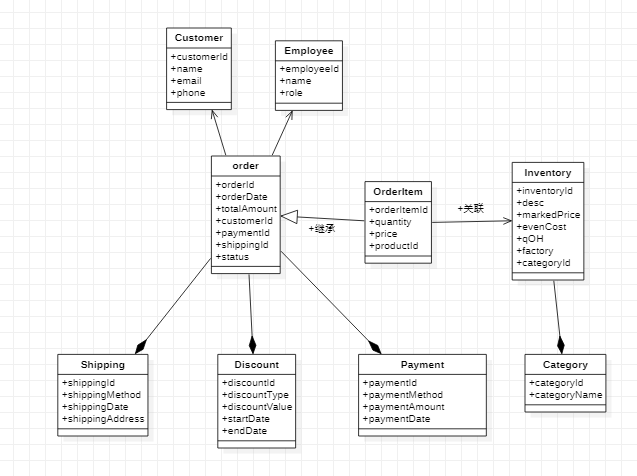 Customer
+customerId
+name
+email
+phone
Employee
+employeeId
+name
+role
order
+orderId
+orderDate
+totalAmount
+customerId
+paymentId
+shippingId
+status
+继承
OrderItem
+orderItemId
+quantity
+price
+productId
+关联
Inventory
+inventoryId
+desc
+markedPrice
+evenCost
+qOH
+factory
+categoryId
Shipping
+shippingId
+shippingMethod
+shippingDate
+shippingAddress
Discount
+discountId
+discountType
+discountValue
+startDate
+endDate
Payment
+paymentId
+paymentMethod
+paymentAmount
+paymentDate
Category
+categoryId
+categoryName